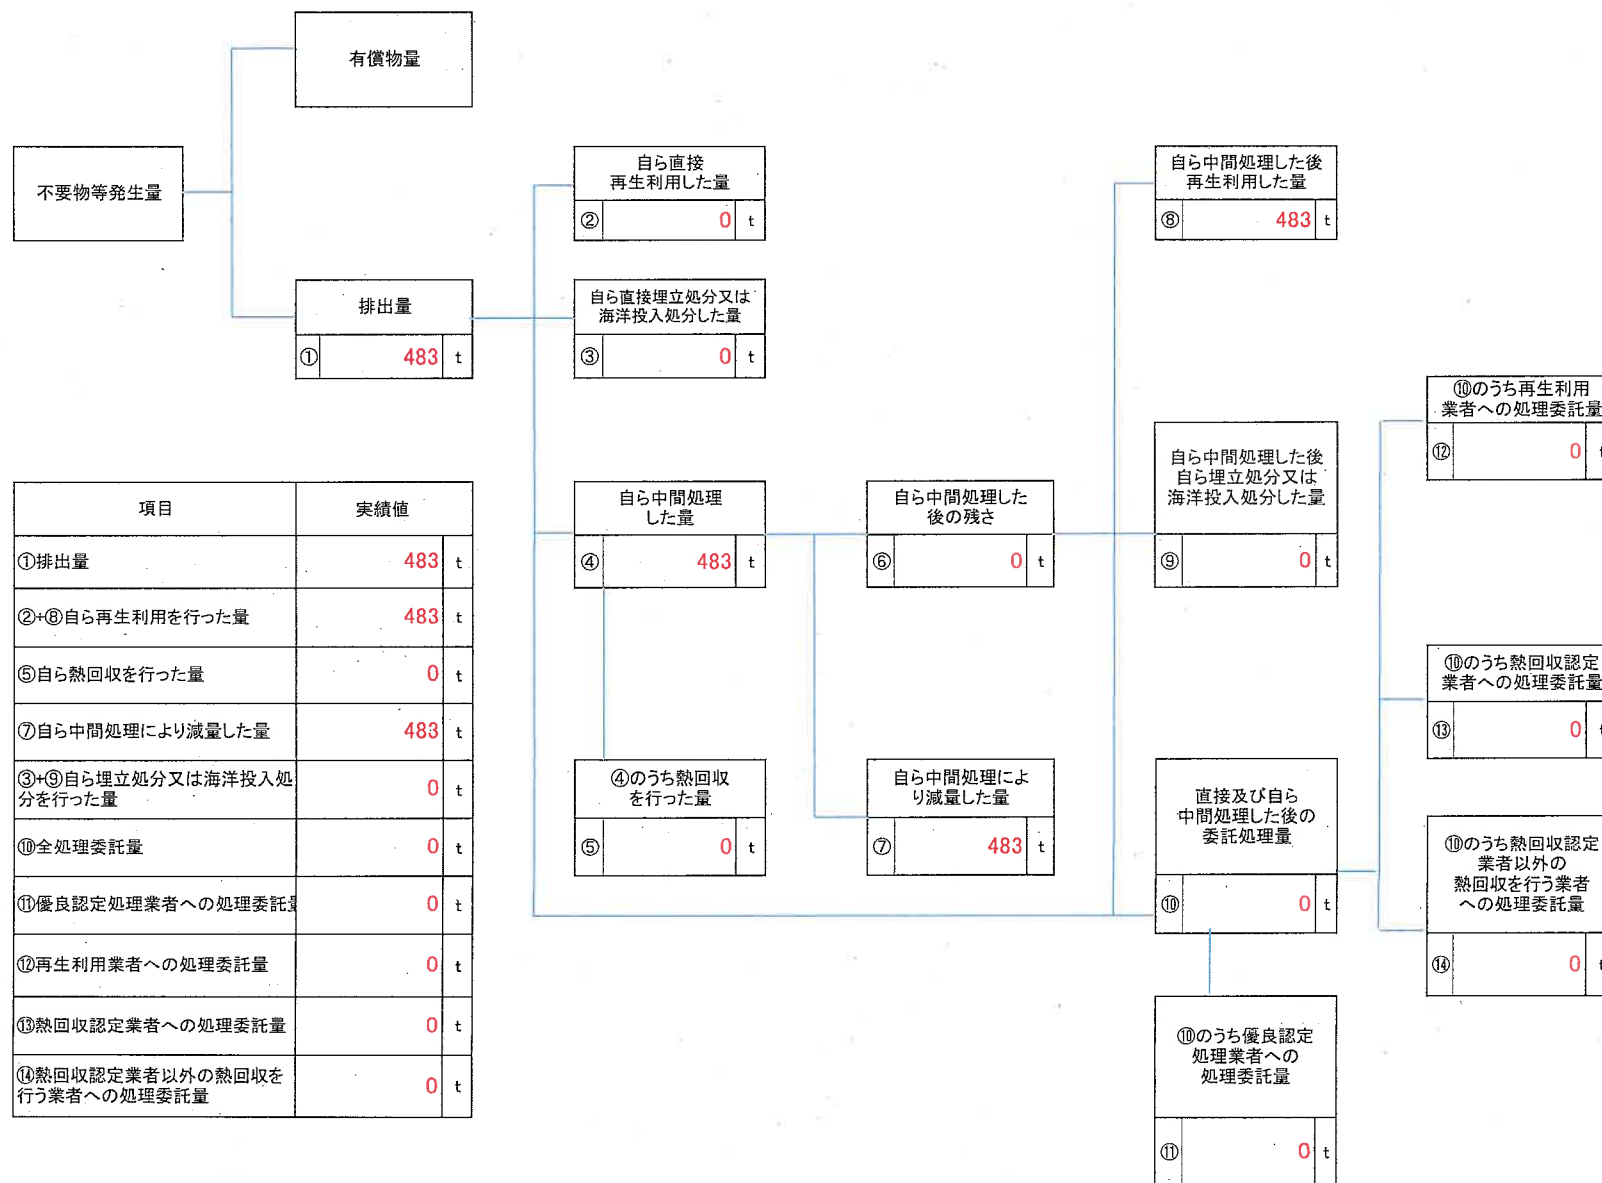 有償物量
不要物等発生量
排出量
① 483 t
自ら直接
再生利用した量
② 0 t
自ら直接埋立処分又は
海洋投入処分した量
③ 0 t
自ら中間処理
した量
④ 483 t
④のうち熱回収
を行った量
⑤ 0 t
自ら中間処理した
後の残さ
⑥ 0 t
自ら中間処理によ
り減量した量
⑦ 483 t
自ら中間処理した後
再生利用した量
⑧ 483 t
自ら中間処理した後
自ら埋立処分又は
海洋投入処分した量
⑨ 0 t
直接及び自ら
中間処理した後の
委託処理量
⑩ 0 t
⑩のうち優良認定
処理業者への
処理委託量
⑪ 0 t
⑩のうち再生利用
業者への処理委託量
⑫ 0 t
⑩のうち熱回収認定
業者への処理委託量
⑬ 0 t
⑩のうち熱回収認定
業者以外の
熱回収を行う業者
への処理委託量
⑭ 0 t
項目 実績値
①排出量 483 t
②+⑧自ら再生利用を行った量 483 t
⑤自ら熱回収を行った量 0 t
⑦自ら中間処理により減量した量 483 t
③+⑨自ら埋立処分又は海洋投入処
分を行った量 0 t
⑩全処理委託量 0 t
⑪優良認定処理業者への処理委託量 0 t
⑫再生利用業者への処理委託量 0 t
⑬熱回収認定業者への処理委託量 0 t
⑭熱回収認定業者以外の熱回収を
行う業者への処理委託量 0 t